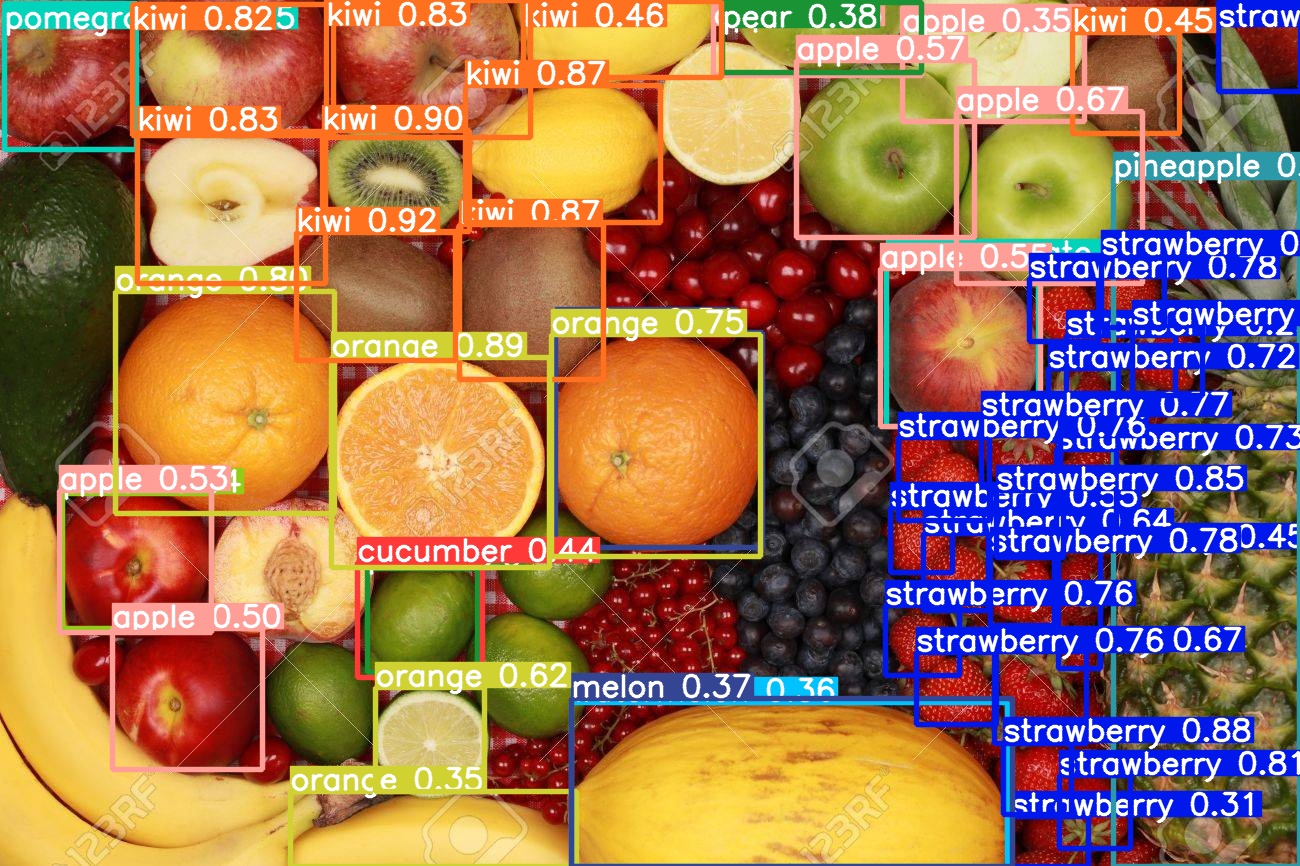 kiwi 0.82
kiwi 0.83
kiwi 0.46
pear 0.38
apple 0.35
kiwi 0.45
apple 0.57
kiwi 0.87
apple 0.67
kiwi 0.83
kiwi 0.90
pineapple 0.
kiwi 0.92
kiwi 0.87
strawberry 0
apple 0.55
strawberry 0.78
orange 0.80
strawberry
orange 0.75
orange 0.89
strawberry 0.72
strawberry 0.77
strawberry 0.76
strawberry 0.73
apple 0.53
strawberry 0.85
strawberry 0.55
strawberry 0.64
strawberry 0.78
0.45
cucumber 0.44
strawberry 0.76
apple 0.50
strawberry 0.76
0.67
orange 0.62
melon 0.37
0.36
strawberry 0.88
strawberry 0.81
orange 0.35
strawberry 0.31
123RF